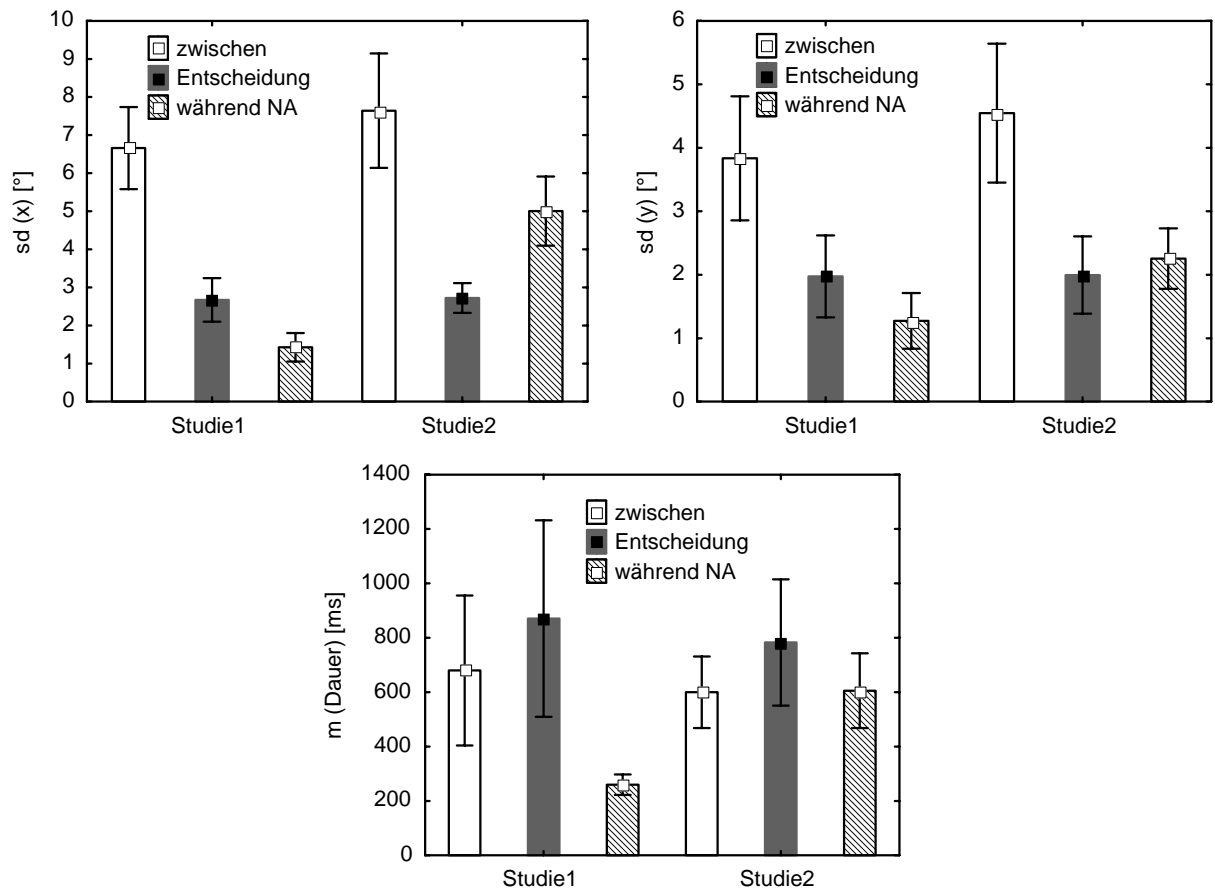 10
9
8
7
6
5
4
3
2
1
0
sd (x) [°]
zwischen
Entscheidung
während NA
Studie1
Studie2
6
5
4
3
2
1
0
sd (y) [°]
zwischen
Entscheidung
während NA
Studie1
Studie2
1400
1200
1000
800
600
400
200
0
m (Dauer) [ms]
zwischen
Entscheidung
während NA
Studie1
Studie2